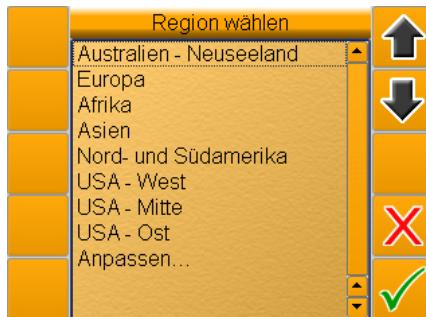 Region wählen
Australien - Neuseeland
Europa
Afrika
Asien
Nord- und Südamerika
USA - West
USA - Mitte
USA - Ost
Anpassen...